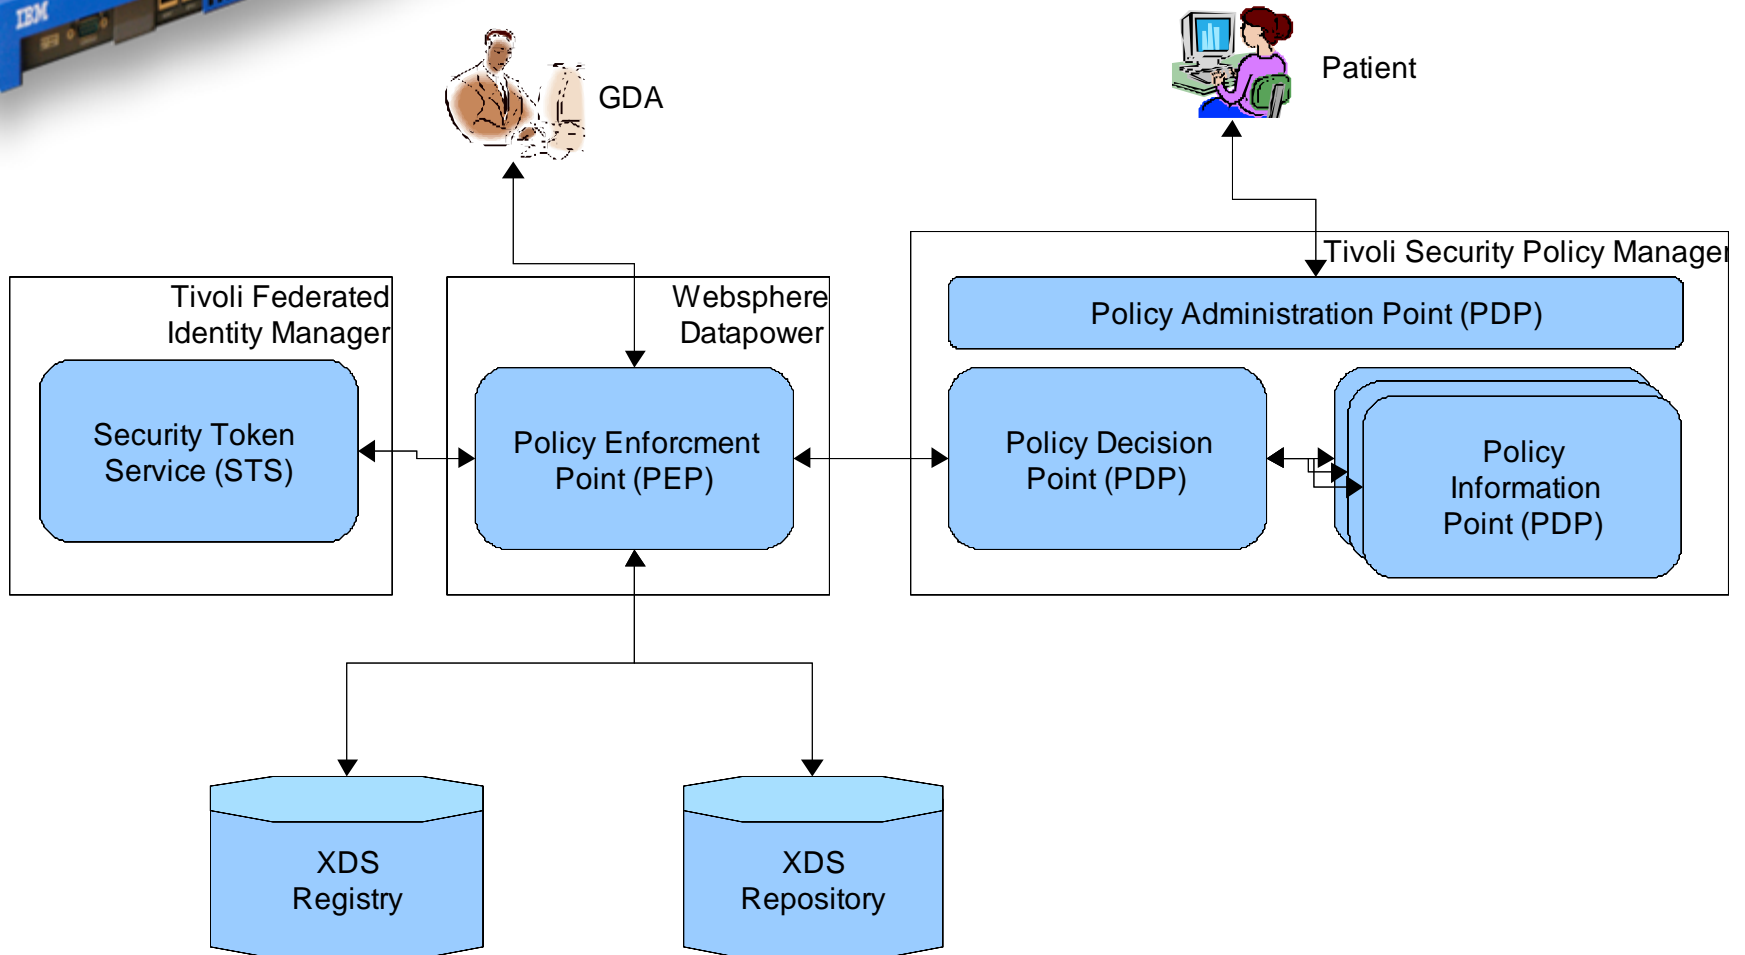 IBM
GDA
Patient
Tivoli Federated
Identity Manager
Security Token
Service (STS)
Websphere
Datapower
Policy Enforcment
Point (PEP)
Tivoli Security Policy Manager
Policy Administration Point (PDP)
Policy Decision
Point (PDP)
Policy
Information
Point (PDP)
XDS
Registry
XDS
Repository